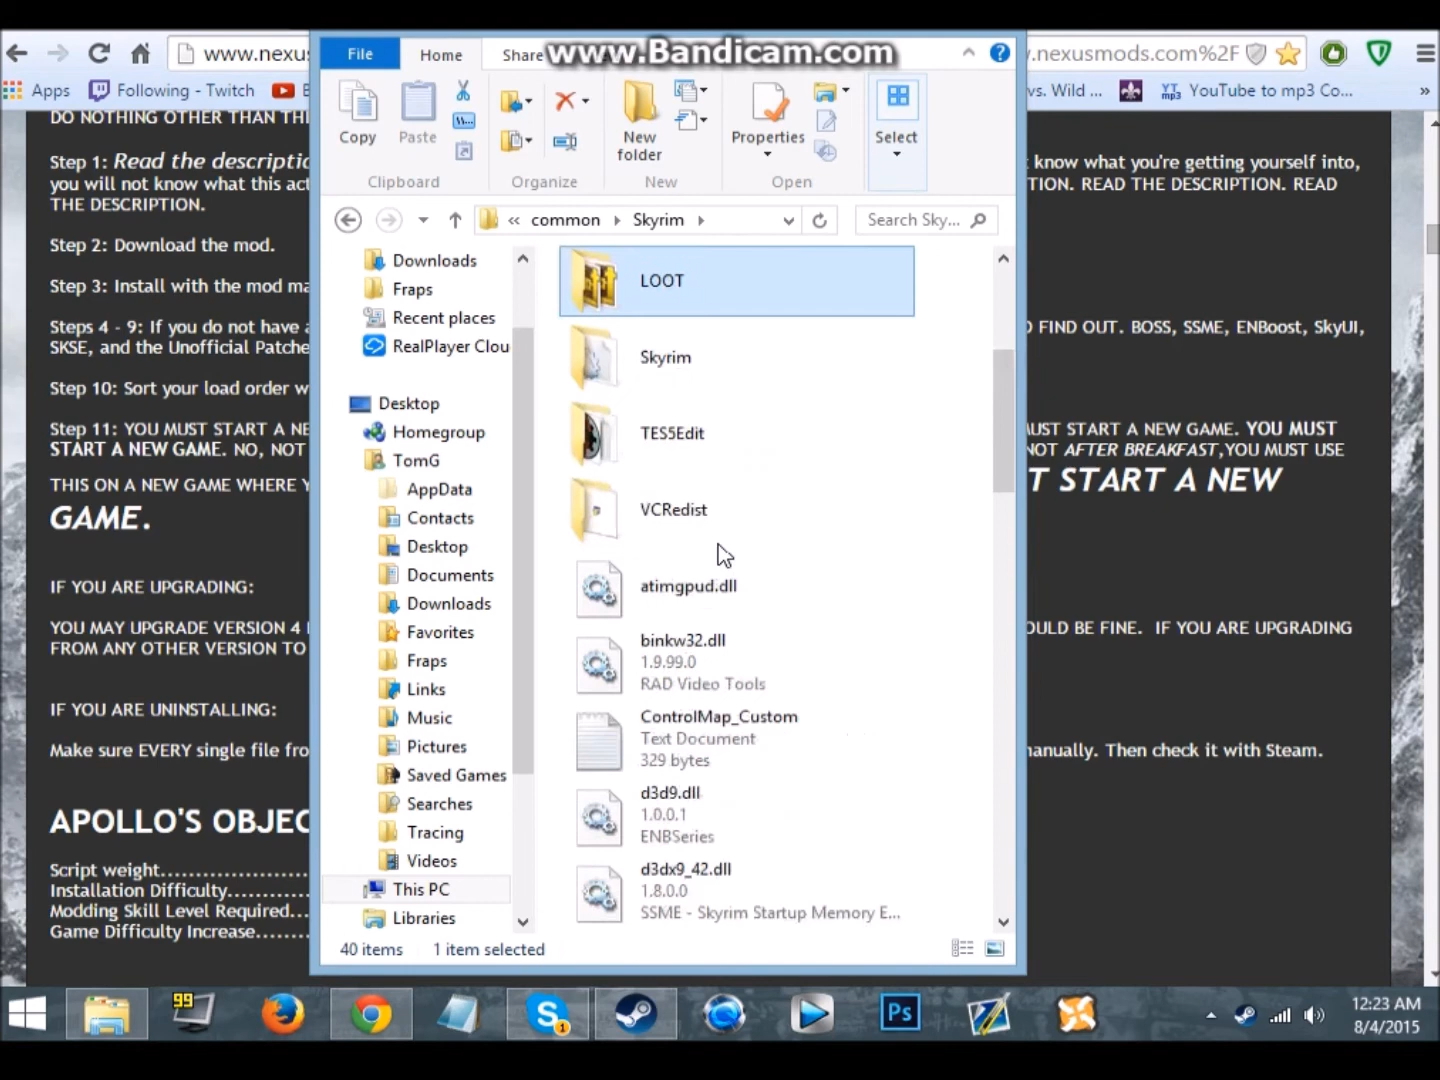 www.Bandicam.com
File
Home
Share
www.nexu
w.nexusmods.com%2F
Apps
Following - Twitch
B
vs. Wild ...
YT mp3
YouTube to mp3 Co...
»
Copy
Paste
New folder
Properties
Select
Clipboard
Organize
New
Open
« common Skyrim
Search Sky...
DO NOTHING OTHER THAN THI
Step 1: Read the descriptio
know what you're getting yourself into,
you will not know what this act
TION. READ THE DESCRIPTION. READ
THE DESCRIPTION.
Step 2: Download the mod.
Step 3: Install with the mod ma
Steps 4 - 9: If you do not have a
O FIND OUT. BOSS, SSME, ENBoost, SkyUI,
SKSE, and the Unofficial Patche
Step 10: Sort your load order w
Step 11: YOU MUST START A NE
UST START A NEW GAME. YOU MUST
START A NEW GAME. NO, NOT
NOT AFTER BREAKFAST,YOU MUST USE
THIS ON A NEW GAME WHERE Y
T START A NEW
GAME.
IF YOU ARE UPGRADING:
YOU MAY UPGRADE VERSION 4
OULD BE FINE. IF YOU ARE UPGRADING
FROM ANY OTHER VERSION TO
IF YOU ARE UNINSTALLING:
Make sure EVERY single file fro
manually. Then check it with Steam.
APOLLO'S OBJEC
Script weight..................
Installation Difficulty............
Modding Skill Level Required...
Game Difficulty Increase........
Downloads
Fraps
Recent places
RealPlayer Clou
Desktop
Homegroup
TomG
AppData
Contacts
Desktop
Documents
Downloads
Favorites
Fraps
Links
Music
Pictures
Saved Games
Searches
Tracing
Videos
This PC
Libraries
LOOT
Skyrim
TES5Edit
VCRedist
atimgpud.dll
binkw32.dll
1.9.99.0
RAD Video Tools
ControlMap_Custom
Text Document
329 bytes
d3d9.dll
1.0.0.1
ENBSeries
d3dx9_42.dll
1.8.0.0
SSME - Skyrim Startup Memory E...
40 items
1 item selected
99
S
1
Ps
12:23 AM
8/4/2015